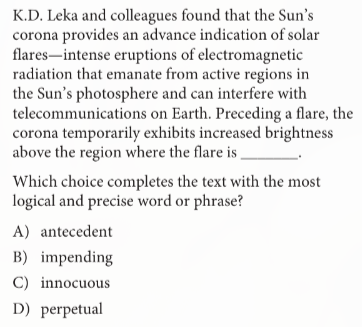 K.D. Leka and colleagues found that the Sun's
corona provides an advance indication of solar
flares—intense eruptions of electromagnetic
radiation that emanate from active regions in
the Sun's photosphere and can interfere with
telecommunications on Earth. Preceding a flare, the
corona temporarily exhibits increased brightness
above the region where the flare is _______.
Which choice completes the text with the most
logical and precise word or phrase?
A) antecedent
B) impending
C) innocuous
D) perpetual